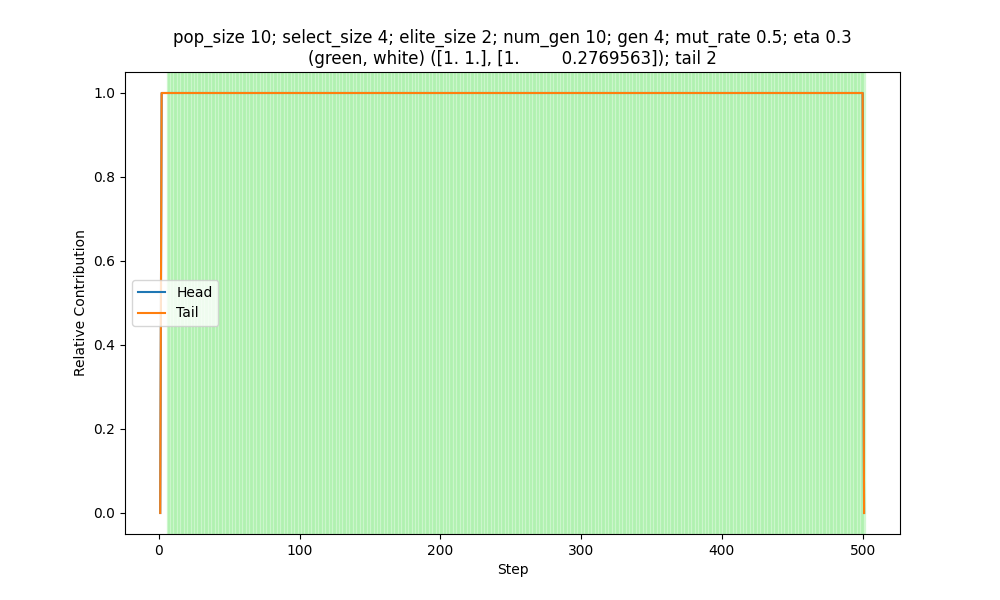 pop_size 10; select_size 4; elite_size 2; num_gen 10; gen 4; mut_rate 0.5; eta 0.3
(green, white) ([1. 1.], [1.        0.2769563]); tail 2
1.0
0.8
0.6
0.4
0.2
0.0
Relative Contribution
Head
Tail
0
100
200
300
400
500
Step